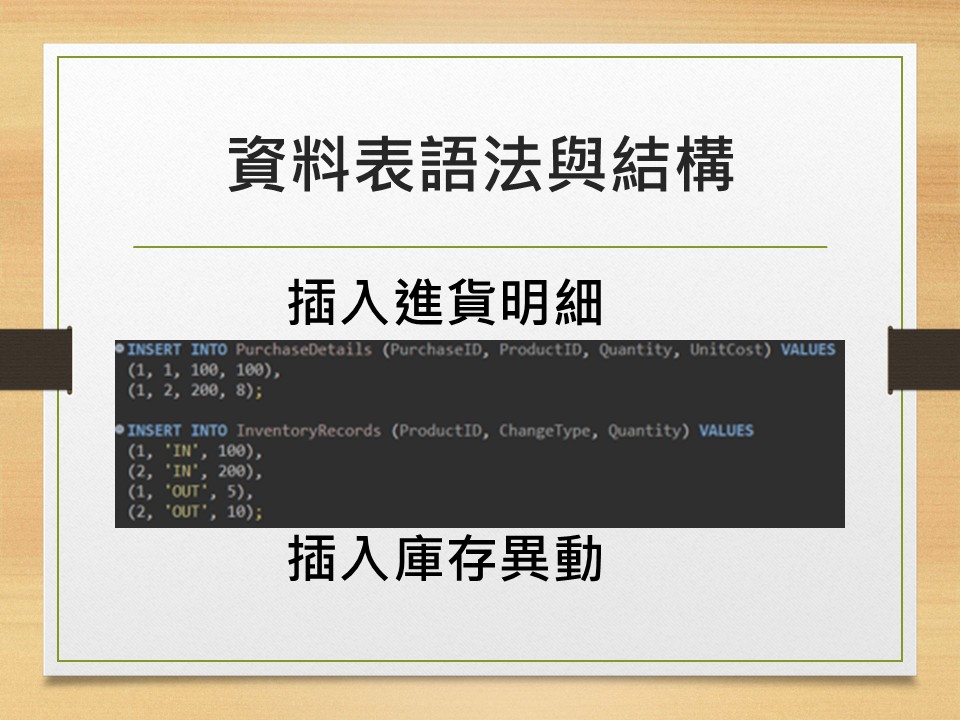 資料表語法與結構
插入進貨明細
INSERT INTO PurchaseDetails (PurchaseID, ProductID, Quantity, UnitCost) VALUES
(1, 1, 100, 100),
(1, 2, 200, 8);
INSERT INTO InventoryRecords (ProductID, ChangeType, Quantity) VALUES
(1, 'IN', 100),
(2, 'IN', 200),
(1, 'OUT', 5),
(2, 'OUT', 10);
插入庫存異動